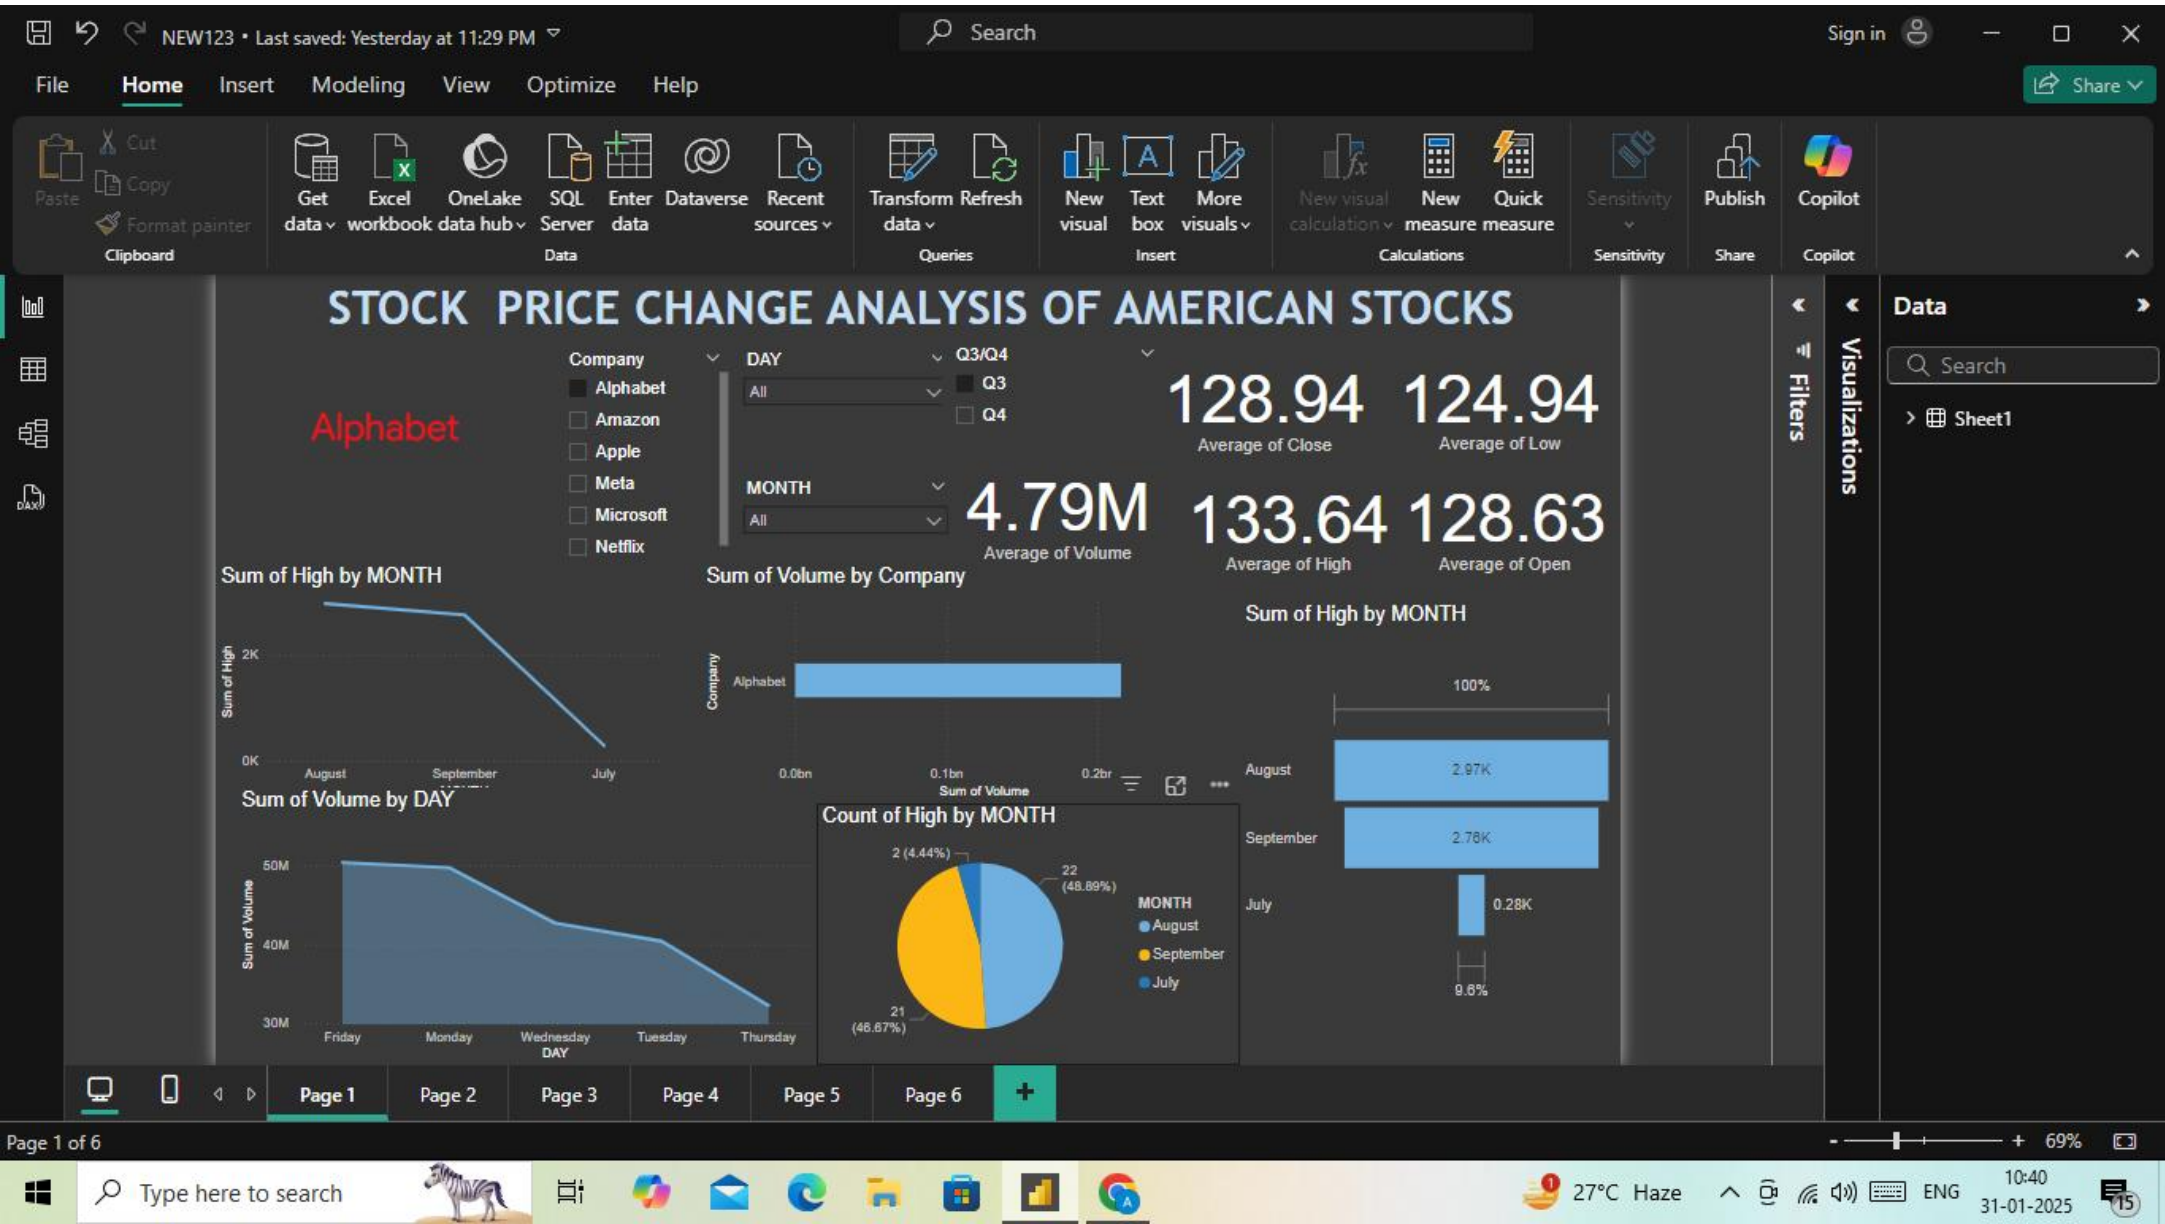 NEW123 • Last saved: Yesterday at 11:29 PM
Search
Sign in
File Home Insert Modeling View Optimize Help
Share
Paste
Cut
Copy
Format painter
Clipboard
Get data
Excel workbook
OneLake data hub
SQL Server
Enter data
Dataverse
Recent sources
Data
Transform data
Refresh
Queries
New visual
Text box
More visuals
Insert
New visual calculation
New measure
Quick measure
Calculations
Sensitivity
Sensitivity
Publish
Share
Copilot
Copilot
STOCK PRICE CHANGE ANALYSIS OF AMERICAN STOCKS
Alphabet
Company
Alphabet
Amazon
Apple
Meta
Microsoft
Netflix
DAY
All
MONTH
All
Q3/Q4
Q3
Q4
4.79M
Average of Volume
128.94
Average of Close
124.94
Average of Low
133.64
Average of High
128.63
Average of Open
Sum of High by MONTH
Sum of High
2K
0K
August September July
Sum of Volume by Company
Company
Alphabet
0.0bn 0.1bn
Sum of Volume
Sum of High by MONTH
100%
August 2.97K
September 2.76K
July 0.28K
9.6%
Sum of Volume by DAY
Sum of Volume
50M
40M
30M
Friday Monday Wednesday Tuesday Thursday
DAY
Count of High by MONTH
2 (4.44%)
22
(48.89%)
21
(46.67%)
MONTH
August
September
July
Filters
Visualizations
Data
Search
Sheet1
DAX
Page 1 Page 2 Page 3 Page 4 Page 5 Page 6 +
Page 1 of 6
- + 69%
Type here to search
1
27°C Haze
ENG
10:40
31-01-2025
15